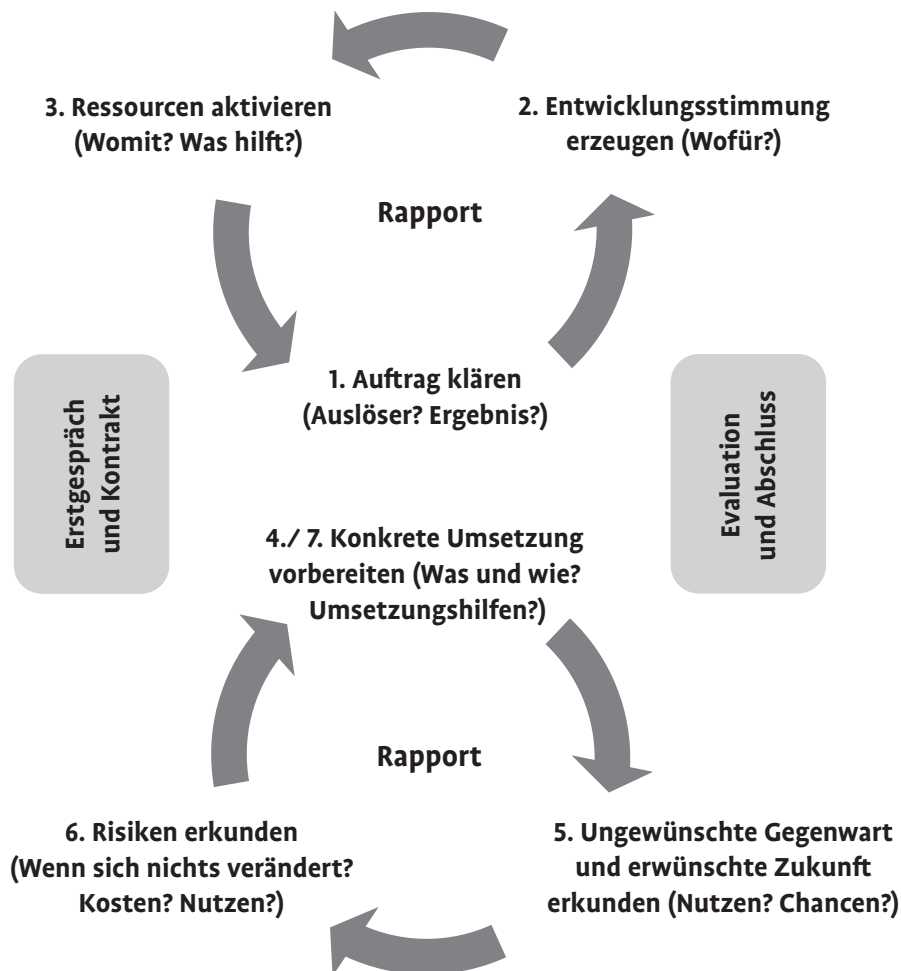 3. Ressourcen aktivieren
(Womit? Was hilft?)
2. Entwicklungsstimmung
erzeugen (Wofür?)
Rapport
1. Auftrag klären
(Auslöser? Ergebnis?)
Erstgespräch
und Kontrakt
Evaluation
und Abschluss
4./ 7. Konkrete Umsetzung
vorbereiten (Was und wie?
Umsetzungshilfen?)
Rapport
6. Risiken erkunden
(Wenn sich nichts verändert?
Kosten? Nutzen?)
5. Ungewünschte Gegenwart
und erwünschte Zukunft
erkunden (Nutzen? Chancen?)